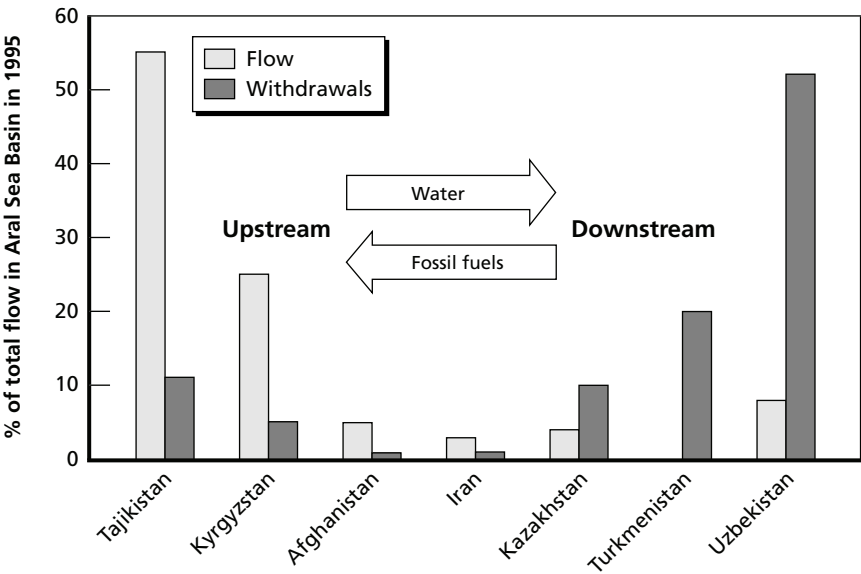 % of total flow in Aral Sea Basin in 1995
60
50
40
30
20
10
0
Flow
Withdrawals
Water
Upstream
Downstream
Fossil fuels
Tajikistan
Kyrgyzstan
Afghanistan
Iran
Kazakhstan
Turkmenistan
Uzbekistan